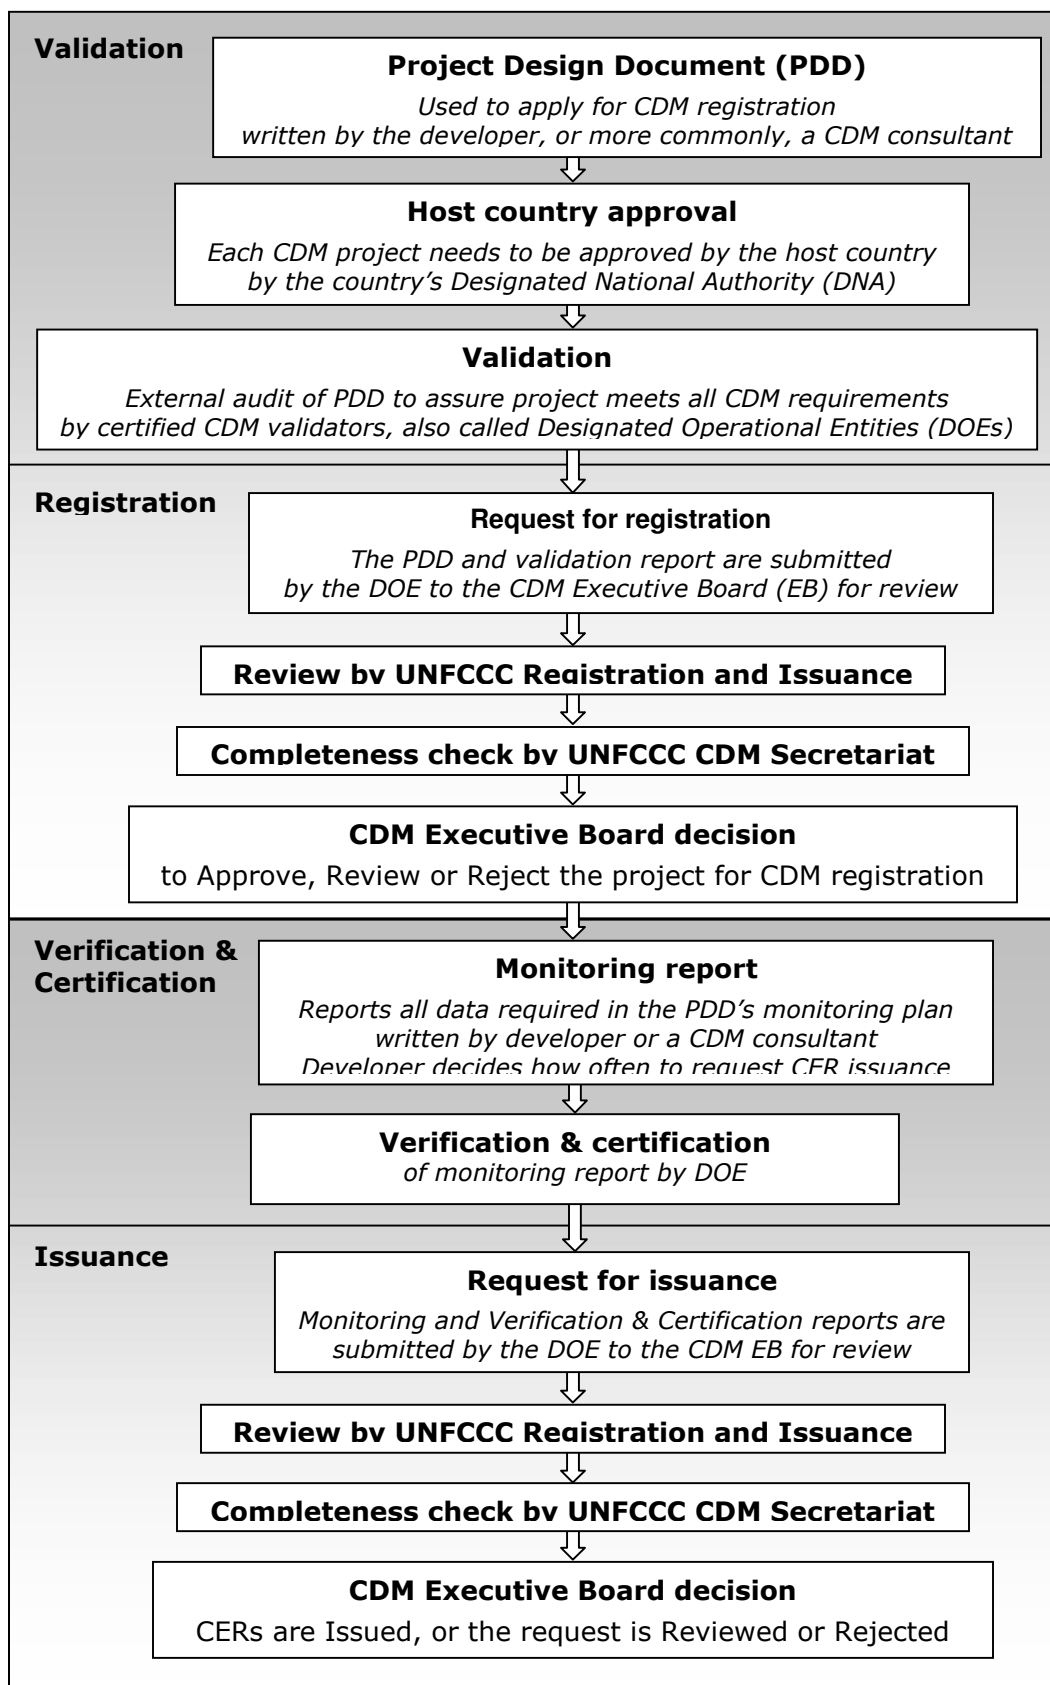 Validation
Project Design Document (PDD)
Used to apply for CDM registration
written by the developer, or more commonly, a CDM consultant
Host country approval
Each CDM project needs to be approved by the host country
by the country’s Designated National Authority (DNA)
Validation
External audit of PDD to assure project meets all CDM requirements
by certified CDM validators, also called Designated Operational Entities (DOEs)
Registration
Request for registration
The PDD and validation report are submitted
by the DOE to the CDM Executive Board (EB) for review
Review by UNFCCC Registration and Issuance
Completeness check by UNFCCC CDM Secretariat
CDM Executive Board decision
to Approve, Review or Reject the project for CDM registration
Verification &
Certification
Monitoring report
Reports all data required in the PDD’s monitoring plan
written by developer or a CDM consultant
Developer decides how often to request CER issuance
Verification & certification
of monitoring report by DOE
Issuance
Request for issuance
Monitoring and Verification & Certification reports are
submitted by the DOE to the CDM EB for review
Review by UNFCCC Registration and Issuance
Completeness check by UNFCCC CDM Secretariat
CDM Executive Board decision
CERs are Issued, or the request is Reviewed or Rejected